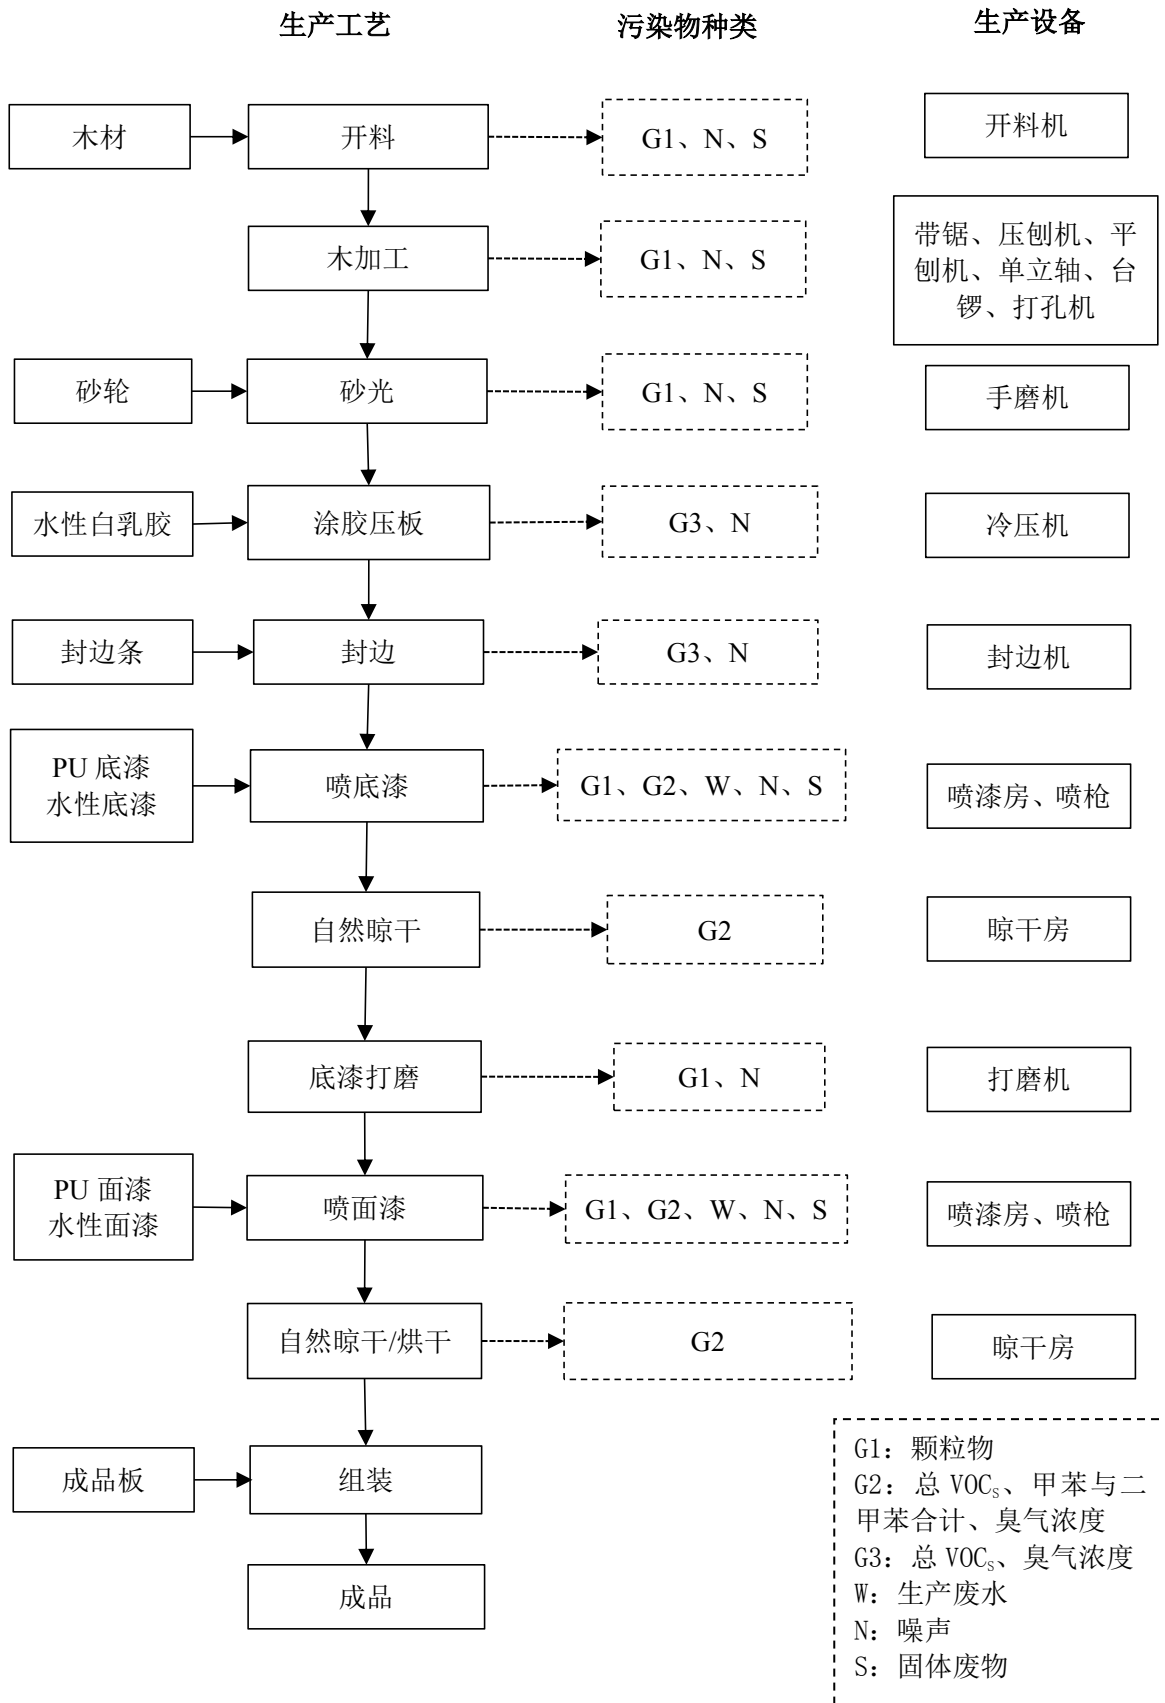 生产工艺
污染物种类
生产设备
木材
开料
G1、N、S
开料机
木加工
G1、N、S
带锯、压刨机、平
刨机、单立轴、台
锣、打孔机
砂轮
砂光
G1、N、S
手磨机
水性白乳胶
涂胶压板
G3、N
冷压机
封边条
封边
G3、N
封边机
PU 底漆
水性底漆
喷底漆
G1、G2、W、N、S
喷漆房、喷枪
自然晾干
G2
晾干房
底漆打磨
G1、N
打磨机
PU 面漆
水性面漆
喷面漆
G1、G2、W、N、S
喷漆房、喷枪
自然晾干/烘干
G2
晾干房
成品板
组装
成品
G1：颗粒物
G2：总 VOCs、甲苯与二
甲苯合计、臭气浓度
G3：总 VOCs、臭气浓度
W：生产废水
N：噪声
S：固体废物